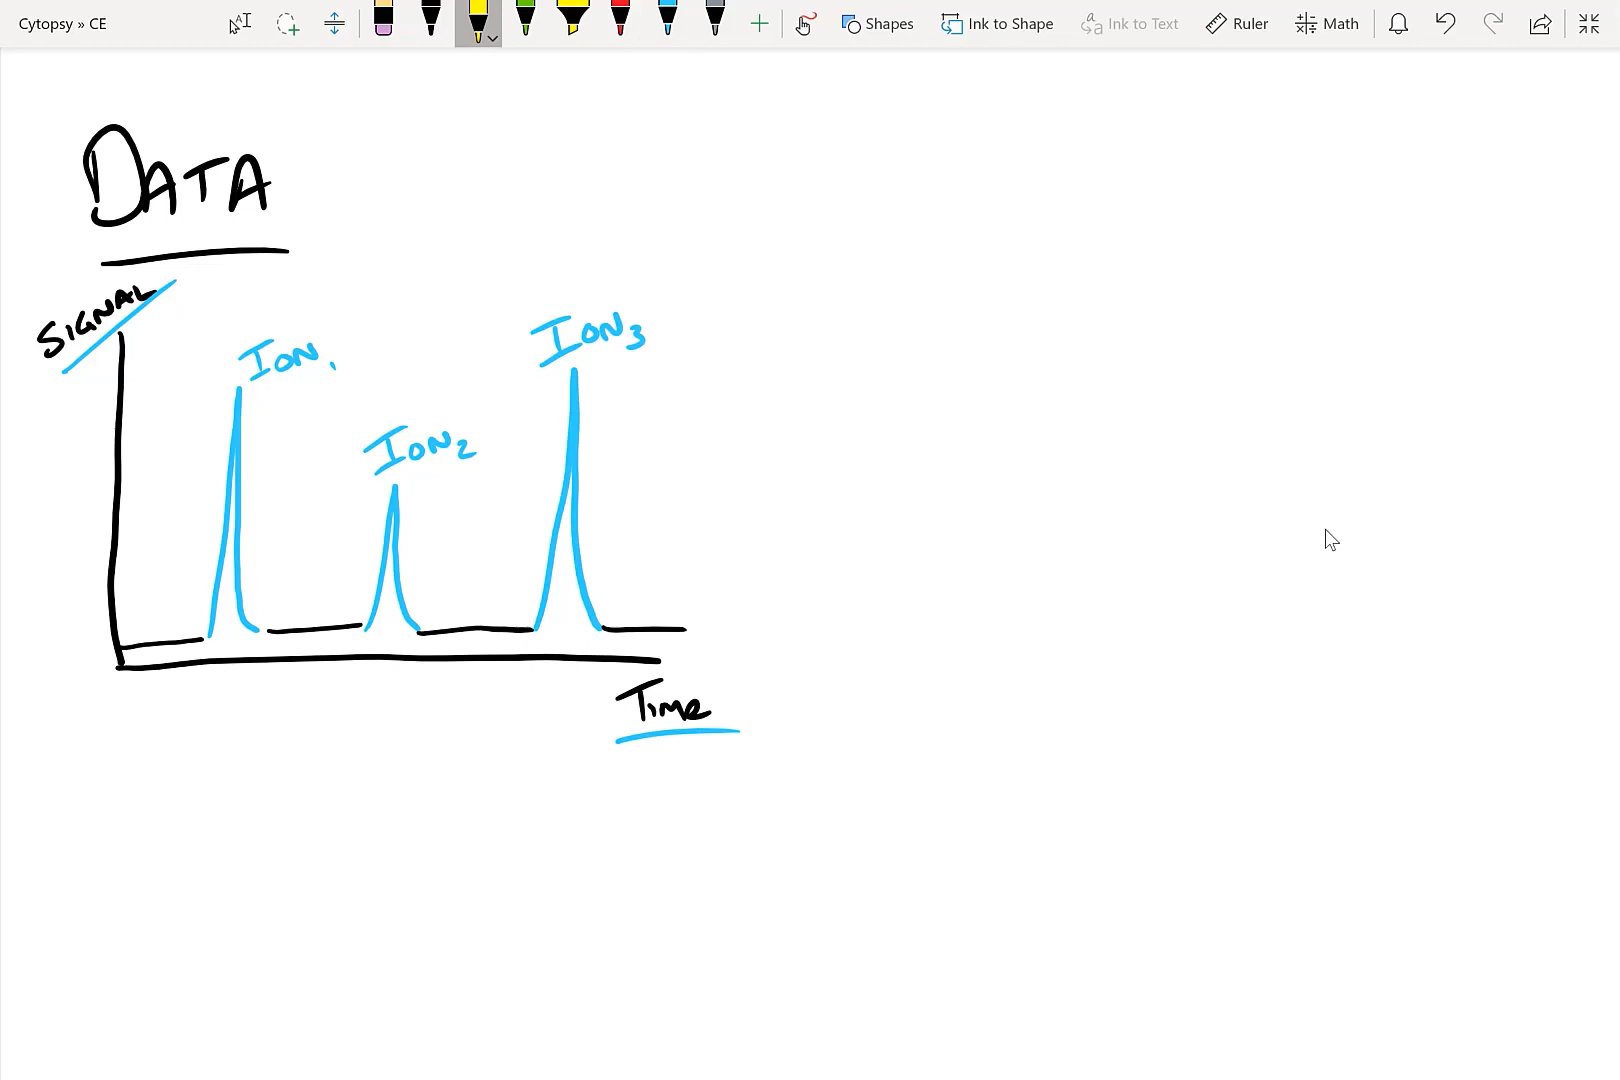 Cytopsy » CE
Shapes
Ink to Shape
Ink to Text
Ruler
Math
DATA
SIGNAL
ION1
ION2
ION3
TIME